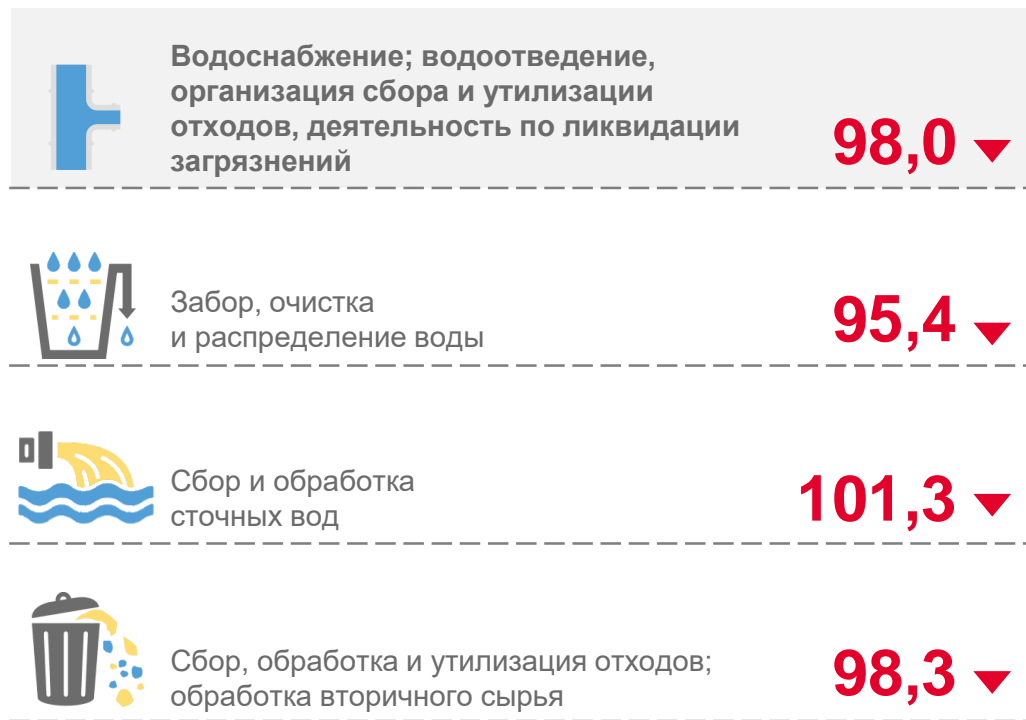 Водоснабжение; водоотведение,
организация сбора и утилизации
отходов, деятельность по ликвидации
загрязнений
98,0
Забор, очистка
и распределение воды
95,4
Сбор и обработка
сточных вод
101,3
Сбор, обработка и утилизация отходов;
обработка вторичного сырья
98,3